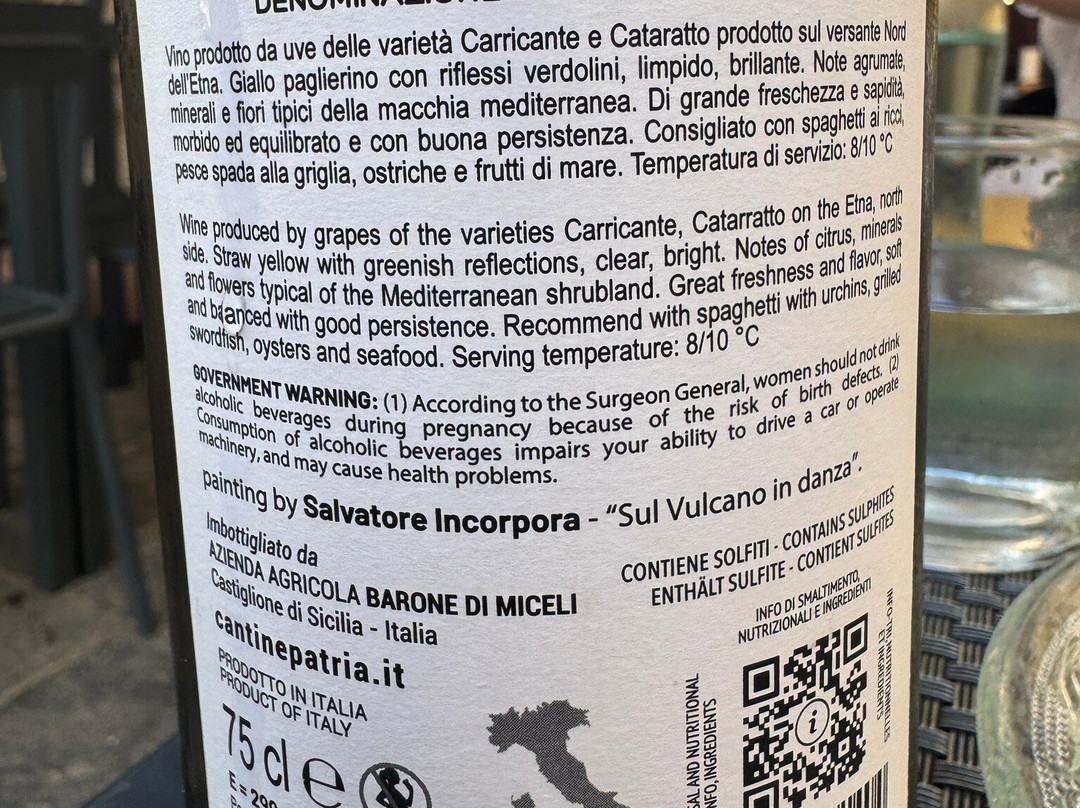 DENOMINAZIONE
Vino prodotto da uve delle varietà Carricante e Cataratto prodotto sul versante Nord
dell'Etna. Giallo paglierino con riflessi verdolini, limpido, brillante. Note agrumate,
minerali e fiori tipici della macchia mediterranea. Di grande freschezza e sapidità,
morbido ed equilibrato e con buona persistenza. Consigliato con spaghetti ai ricci,
pesce spada alla griglia, ostriche e frutti di mare. Temperatura di servizio: 8/10 °C
Wine produced by grapes of the varieties Carricante, Catarratto on the Etna, north
side. Straw yellow with greenish reflections, clear, bright. Notes of citrus, minerals
and flowers typical of the Mediterranean shrubland. Great freshness and flavor, soft
and balanced with good persistence. Recommend with spaghetti with urchins, grilled
swordfish, oysters and seafood. Serving temperature: 8/10 °C
GOVERNMENT WARNING: (1) According to the Surgeon General, women should not drink
alcoholic beverages during pregnancy because of the risk of birth defects. (2)
Consumption of alcoholic beverages impairs your ability to drive a car or operate
machinery, and may cause health problems.
painting by Salvatore Incorpora - “Sul Vulcano in danza”.
Imbottigliato da
AZIENDA AGRICOLA BARONE DI MICELI
Castiglione di Sicilia - Italia
cantinepatria.it
CONTIENE SOLFITI - CONTAINS SULPHITES
ENTHÄLT SULFITE - CONTIENT SULFITES
INFO DI SMALTIMENTO,
NUTRIZIONALI E INGREDIENTI
PRODOTTO IN ITALIA
PRODUCT OF ITALY
75 cl e
E = 290
AND NUTRITIONAL
INFO, INGREDIENTS
i
ET INGRÉDIENTS